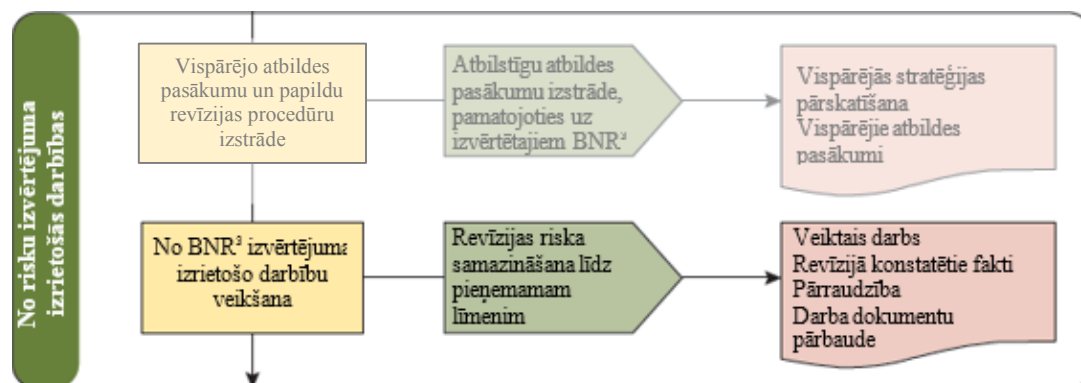 No risku izvērtējuma
izrietošās darbības
Vispārējo atbildes
pasākumu un papildu
revīzijas procedūru
izstrāde
Atbilstīgu atbildes
pasākumu izstrāde,
pamatojoties uz
izvērtētajiem BNR²
Vispārējās stratēģijas
pārskatīšana
Vispārējie atbildes
pasākumi
No BNR² izvērtējuma
izrietošo darbību
veikšana
Revīzijas riska
samazināšana līdz
pieņemamam
līmenim
Veiktais darbs
Revīzijā konstatētie fakti
Pārraudzība
Darba dokumentu
pārbaude